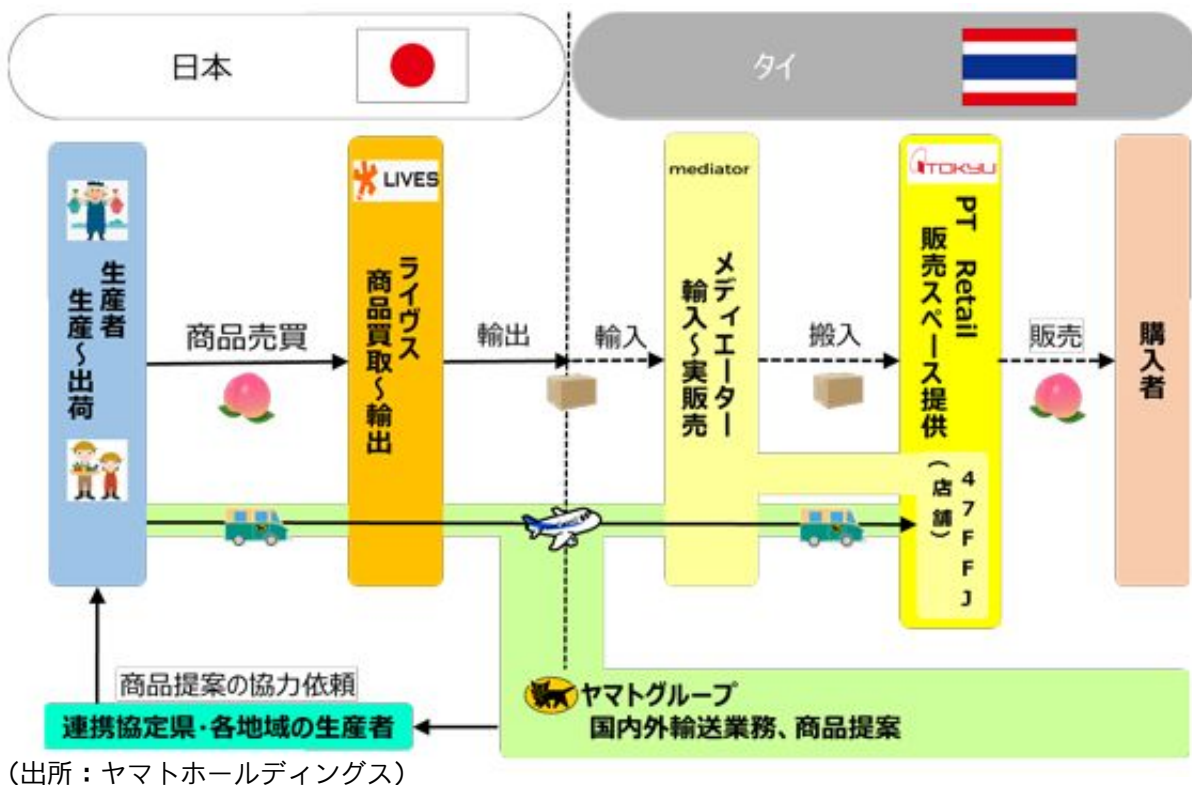 日本
タイ
LIVES
mediator
TOKYU
生産者
生産～出荷
商品売買
ライヴス
商品買取～輸出
輸出
輸入
メディエーター
輸入～実販売
搬入
PT Retail
販売スペース提供
(店舗)
47FFJ
販売
購入者
商品提案の協力依頼
連携協定県・各地域の生産者
ヤマトグループ
国内外輸送業務、商品提案
(出所：ヤマトホールディングス)